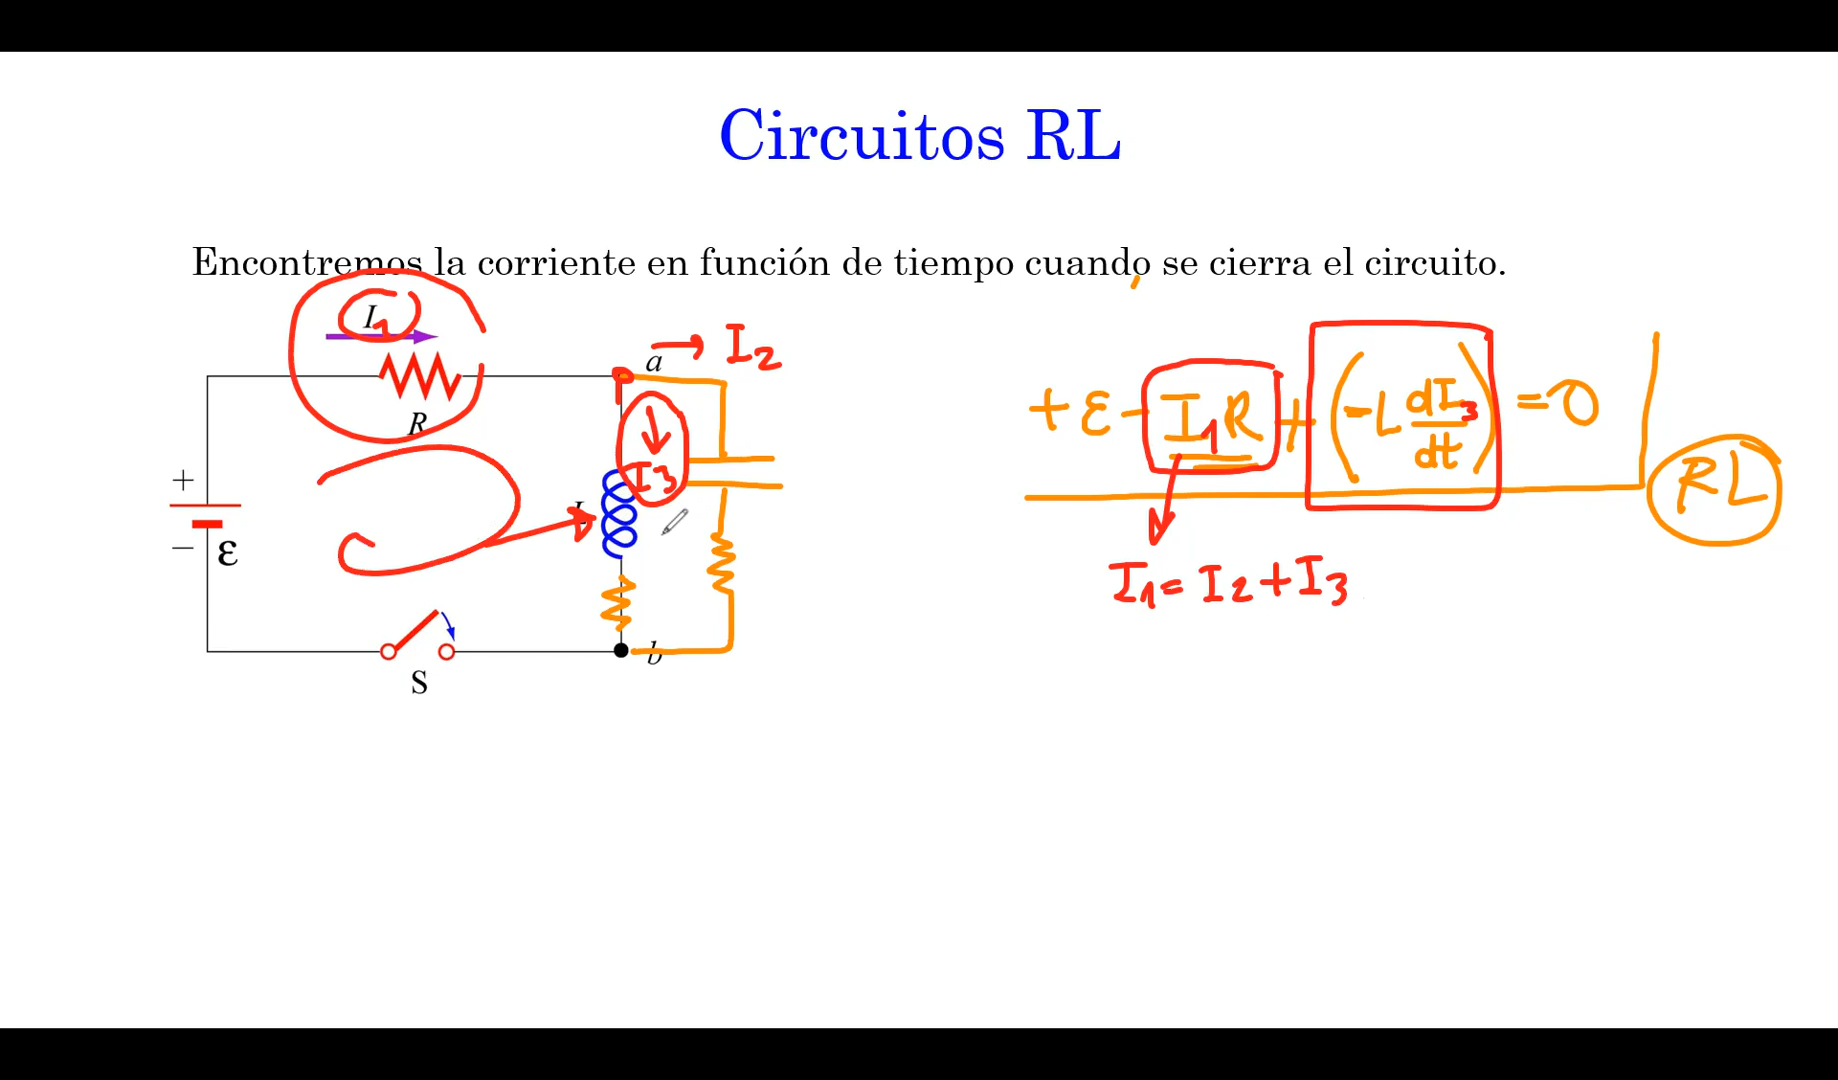 Circuitos RL
Encontremos la corriente en función de tiempo cuando se cierra el circuito.
I1
a → I2
R
I3
L
+
− ε
S
b
+ε − I1R + (−L dI3/dt) = 0
RL
I1 = I2 + I3